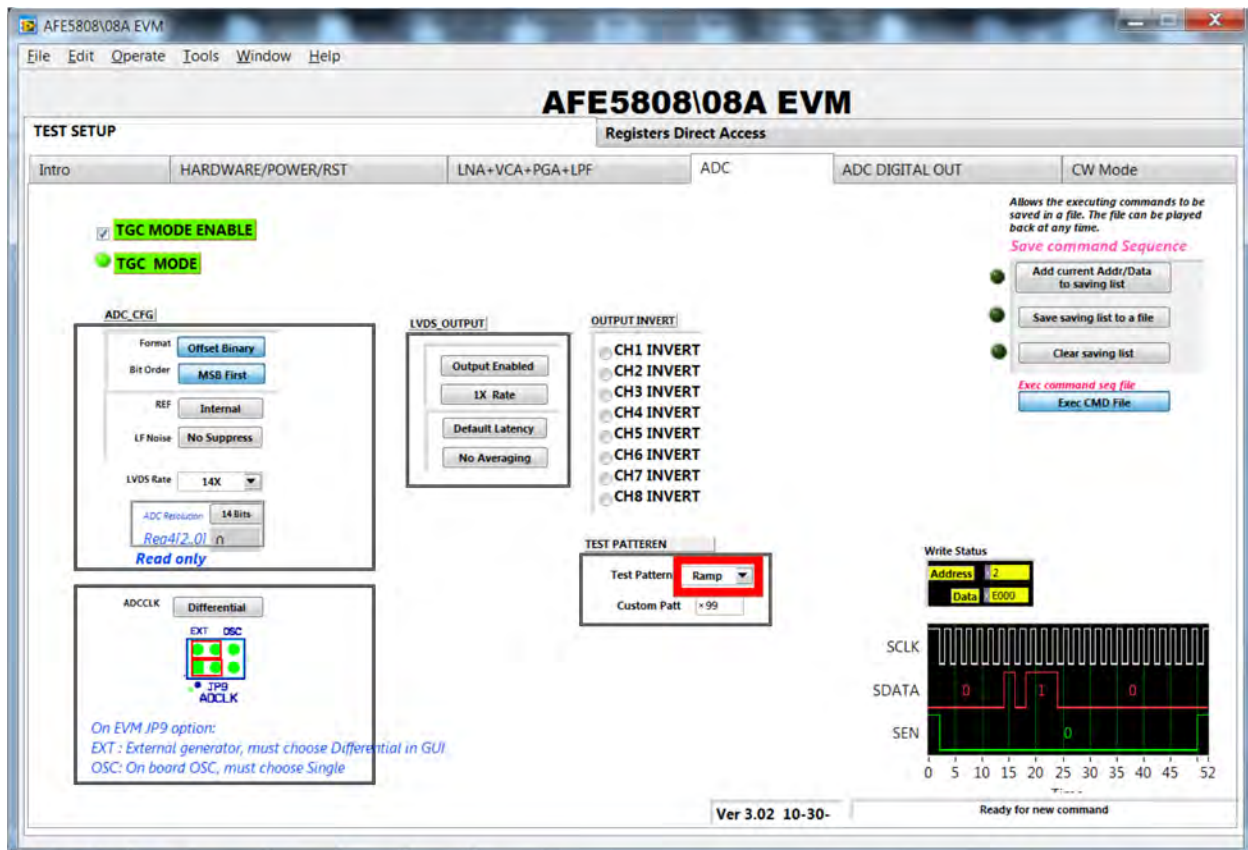 AFE5808\08A EVM
File Edit Operate Tools Window Help
AFE5808\08A EVM
TEST SETUP
Registers Direct Access
Intro HARDWARE/POWER/RST LNA+VCA+PGA+LPF ADC ADC DIGITAL OUT CW Mode
TGC MODE ENABLE
TGC MODE
Allows the executing commands to be
saved in a file. The file can be played
back at any time.
Save command Sequence
Add current Addr/Data
to saving list
Save saving list to a file
Clear saving list
Exec command seq file
Exec CMD File
ADC_CFG
Format Offset Binary
Bit Order MSB First
REF Internal
LF Noise No Suppress
LVDS Rate 14X
ADC Resolution 14 Bits
Reg4[2..0]
Read only
LVDS_OUTPUT
Output Enabled
1X Rate
Default Latency
No Averaging
OUTPUT INVERT
CH1 INVERT
CH2 INVERT
CH3 INVERT
CH4 INVERT
CH5 INVERT
CH6 INVERT
CH7 INVERT
CH8 INVERT
TEST PATTEREN
Test Pattern Ramp
Custom Patt × 99
ADCCLK Differential
EXT OSC
JP9
ADCLK
On EVM JP9 option:
EXT : External generator, must choose Differential in GUI
OSC: On board OSC, must choose Single
Write Status
Address 2
Data E000
SCLK
SDATA 0 1 0
SEN 0
0 5 10 15 20 25 30 35 40 45 52
Ver 3.02 10-30-
Ready for new command